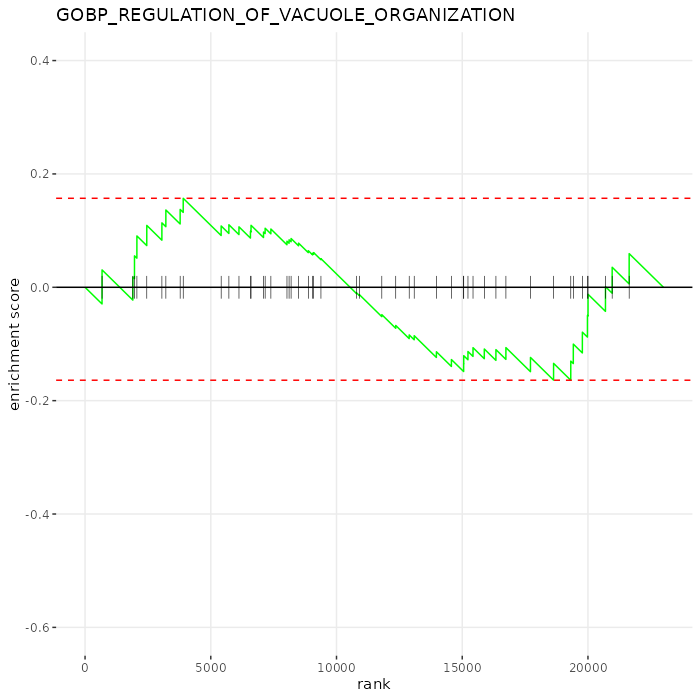 GOBP_REGULATION_OF_VACUOLE_ORGANIZATION
0.4
0.2
0.0
-0.2
-0.4
-0.6
enrichment score
0 5000 10000 15000 20000
rank